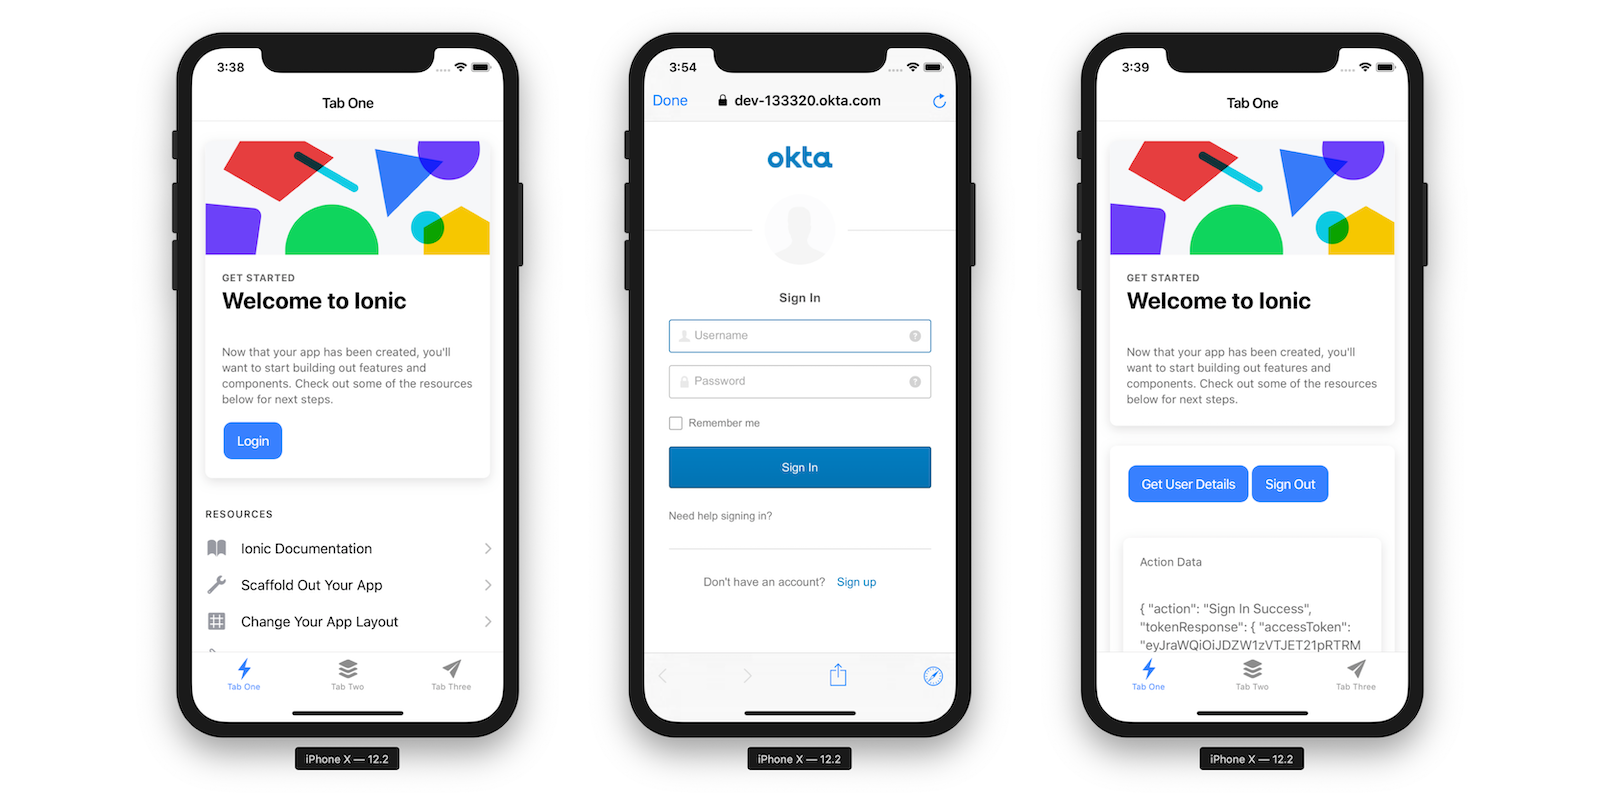 3:38
Tab One
GET STARTED
Welcome to Ionic
Now that your app has been created, you'll
want to start building out features and
components. Check out some of the resources
below for next steps.
Login
RESOURCES
Ionic Documentation
Scaffold Out Your App
Change Your App Layout
Tab One
Tab Two
Tab Three
iPhone X — 12.2
3:54
Done
dev-133320.okta.com
okta
Sign In
Username
Password
Remember me
Sign In
Need help signing in?
Don't have an account? Sign up
iPhone X — 12.2
3:39
Tab One
GET STARTED
Welcome to Ionic
Now that your app has been created, you'll
want to start building out features and
components. Check out some of the resources
below for next steps.
Get User Details
Sign Out
Action Data
{ "action": "Sign In Success",
"tokenResponse": { "accessToken":
"eyJraWQiOiJDZW1zVTJET21pRTRM
Tab One
Tab Two
Tab Three
iPhone X — 12.2